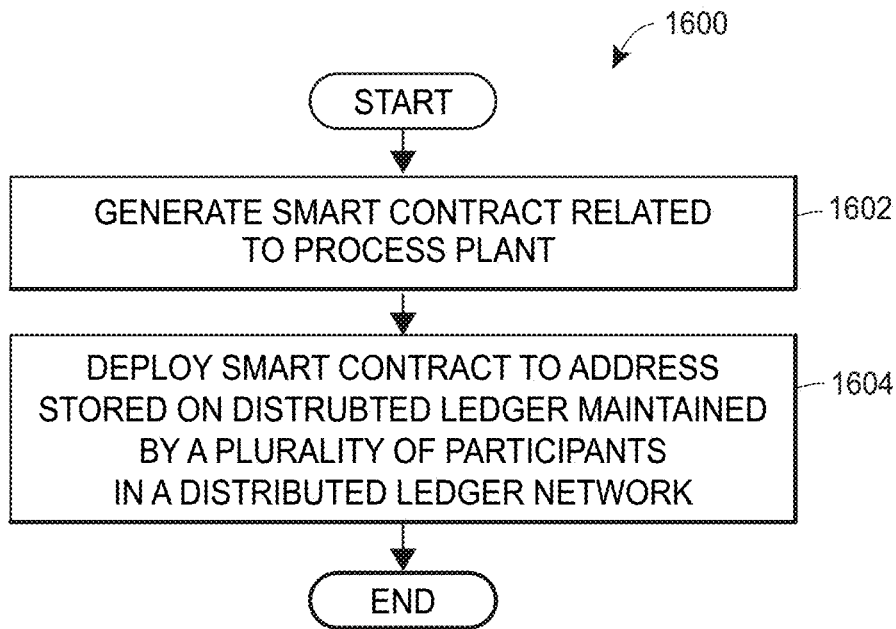 1600
START
GENERATE SMART CONTRACT RELATED
TO PROCESS PLANT
1602
DEPLOY SMART CONTRACT TO ADDRESS
STORED ON DISTRUBTED LEDGER MAINTAINED
BY A PLURALITY OF PARTICIPANTS
IN A DISTRIBUTED LEDGER NETWORK
1604
END